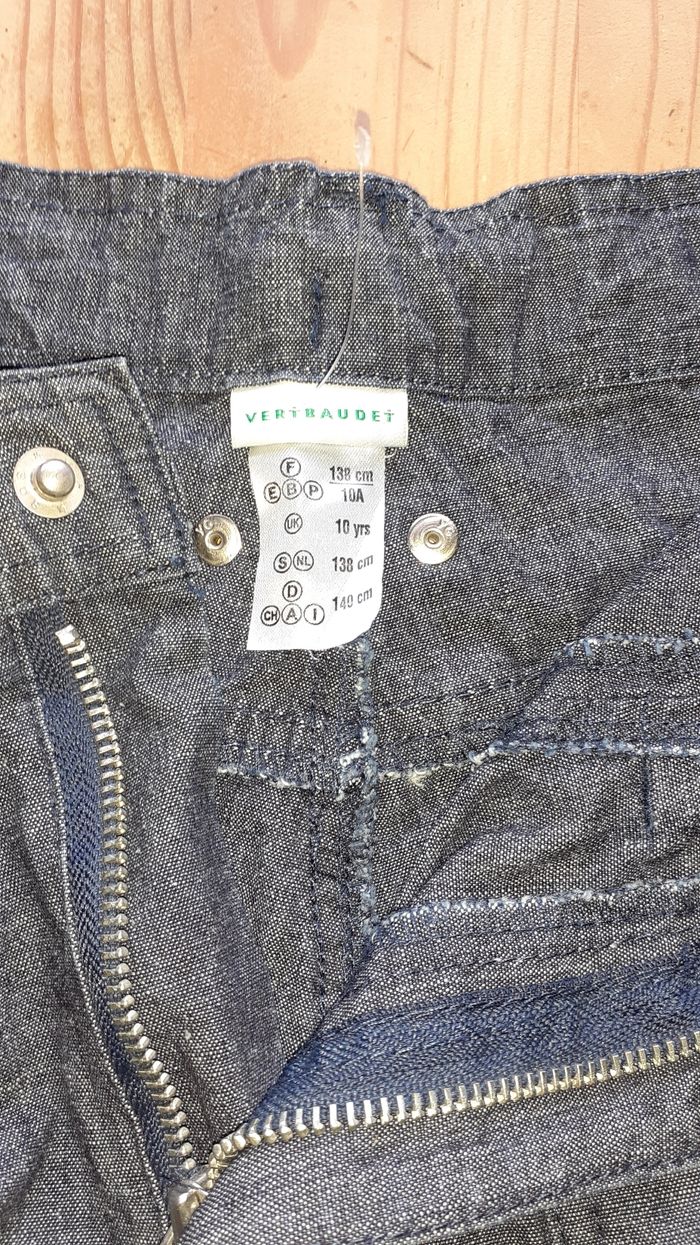 VERTBAUDET
F 138 cm
E B P 10A
UK 10 yrs
S NL 138 cm
D 140 cm
CH A I